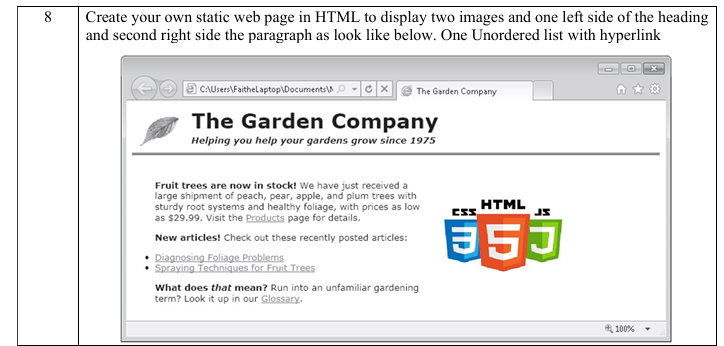 8
Create your own static web page in HTML to display two images and one left side of the heading
and second right side the paragraph as look like below. One Unordered list with hyperlink
C:\Users\FaitheLaptop\Documents\M
The Garden Company
The Garden Company
Helping you help your gardens grow since 1975
Fruit trees are now in stock! We have just received a
large shipment of peach, pear, apple, and plum trees with
sturdy root systems and healthy foliage, with prices as low
as $29.99. Visit the Products page for details.
New articles! Check out these recently posted articles:
• Diagnosing Foliage Problems
• Spraying Techniques for Fruit Trees
What does that mean? Run into an unfamiliar gardening
term? Look it up in our Glossary.
CSS HTML JS
3 5 J
100%